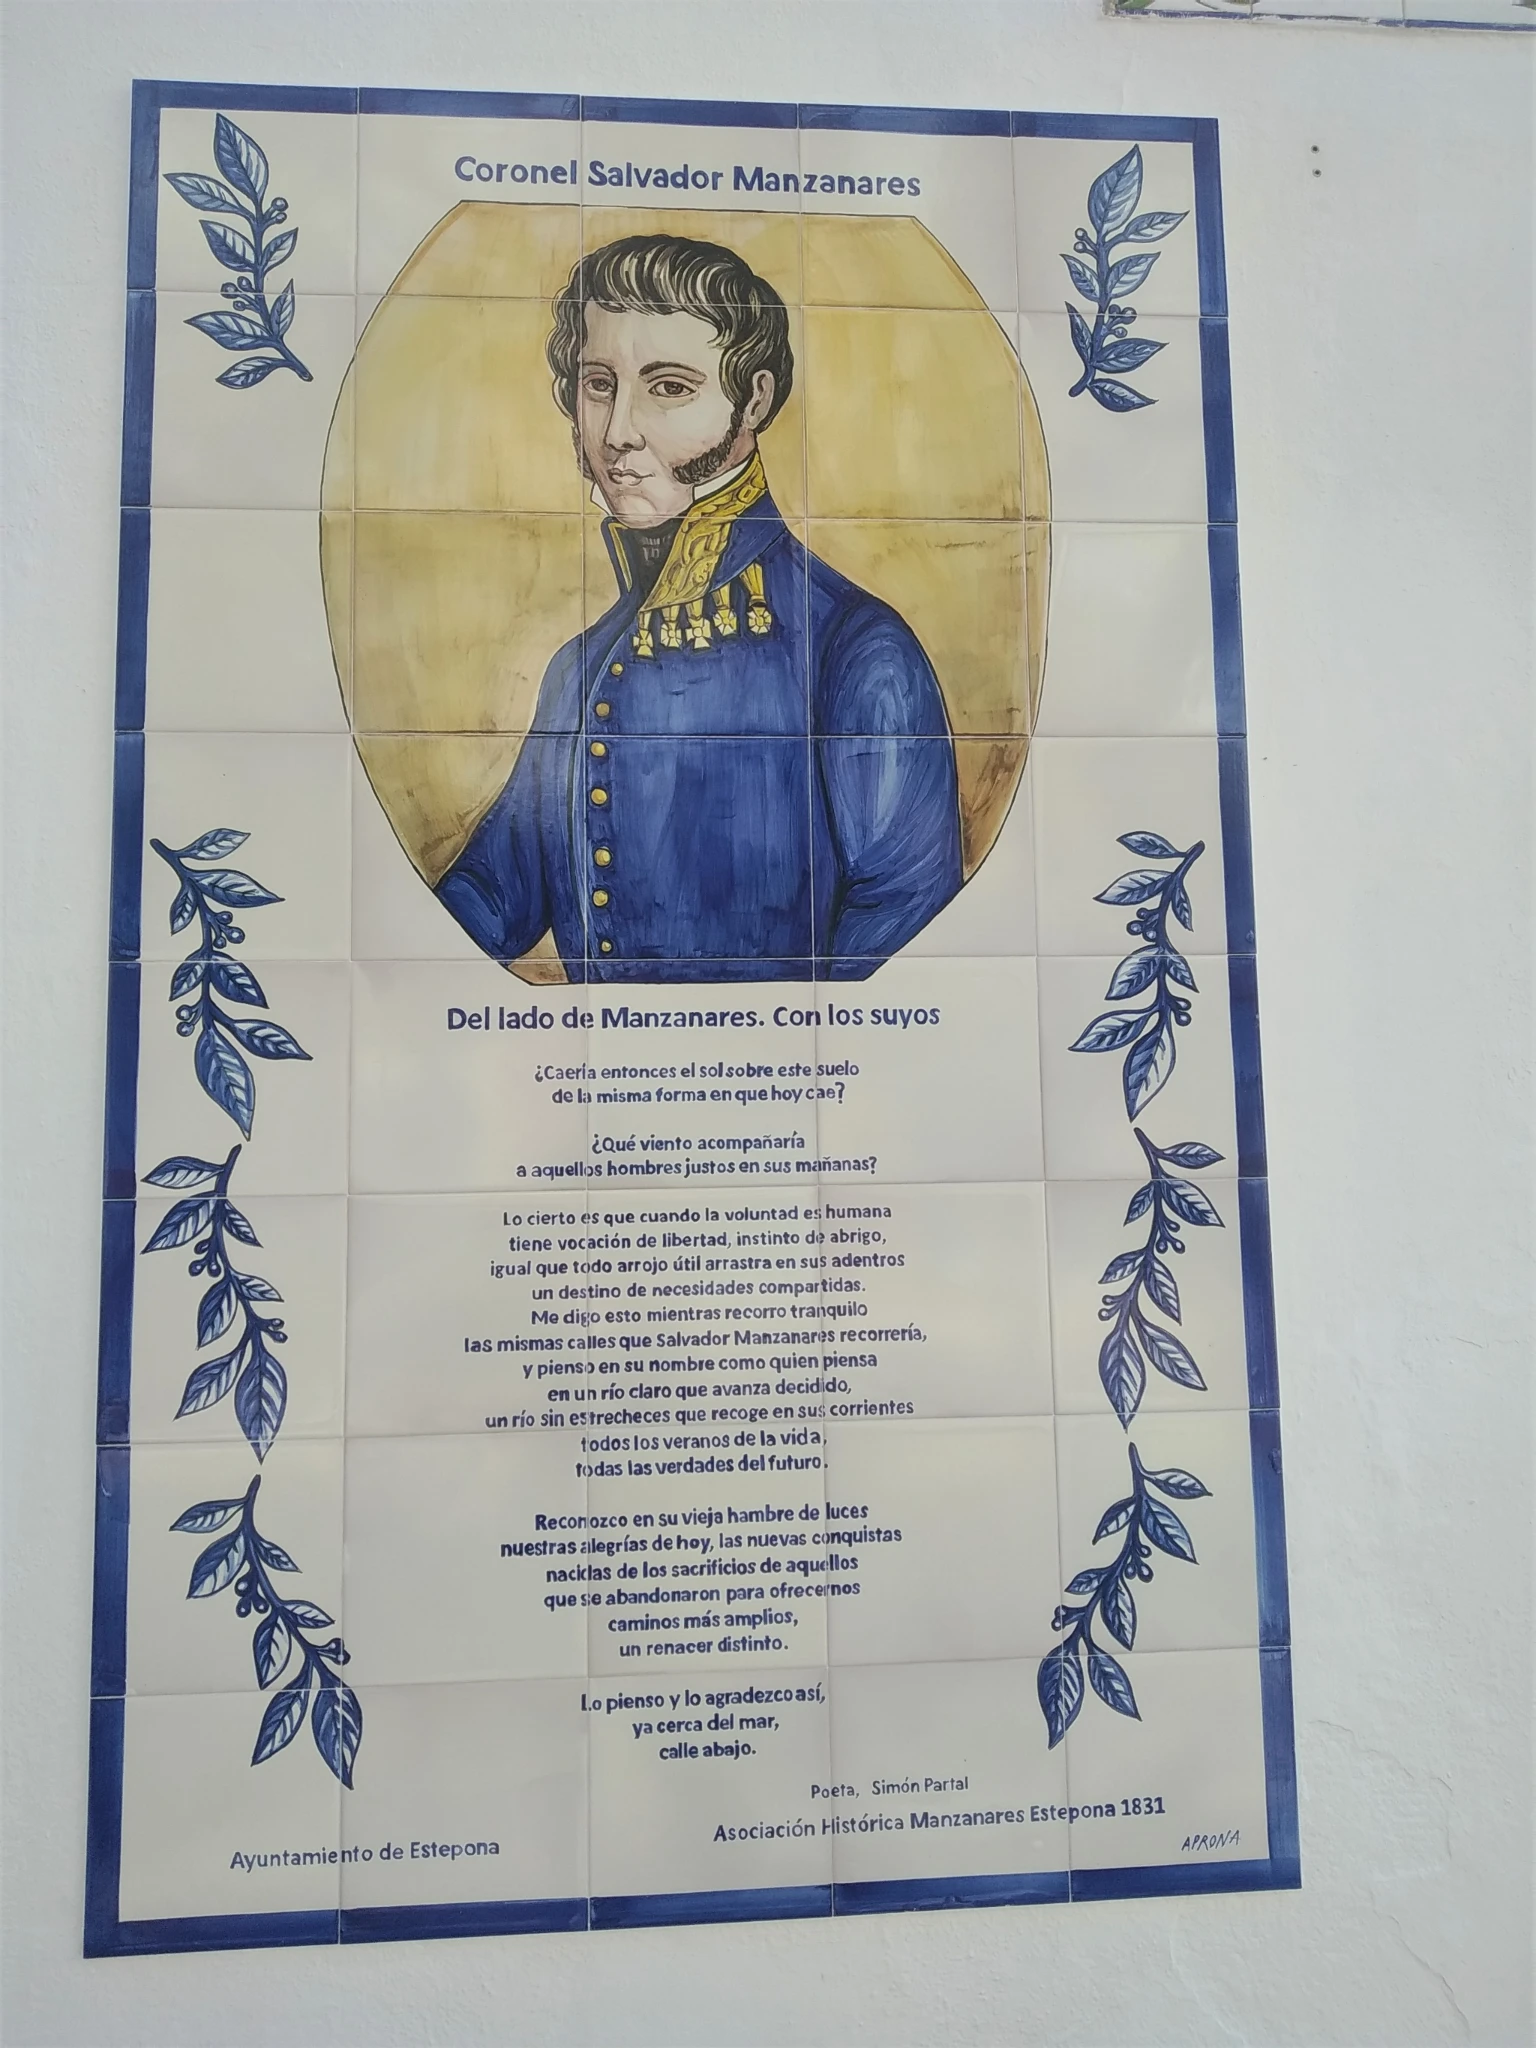 Coronel Salvador Manzanares
Del lado de Manzanares. Con los suyos
¿Caería entonces el sol sobre este suelo
de la misma forma en que hoy cae?
¿Qué viento acompañaría
a aquellos hombres justos en sus mañanas?
Lo cierto es que cuando la voluntad es humana
tiene vocación de libertad, instinto de abrigo,
igual que todo arrojo útil arrastra en sus adentros
un destino de necesidades compartidas.
Me digo esto mientras recorro tranquilo
las mismas calles que Salvador Manzanares recorrería,
y pienso en su nombre como quien piensa
en un río claro que avanza decidido,
un río sin estrecheces que recoge en sus corrientes
todos los veranos de la vida,
todas las verdades del futuro.
Reconozco en su vieja hambre de luces
nuestras alegrías de hoy, las nuevas conquistas
nacidas de los sacrificios de aquellos
que se abandonaron para ofrecernos
caminos más amplios,
un renacer distinto.
Lo pienso y lo agradezco así,
ya cerca del mar,
calle abajo.
Poeta, Simón Partal
Asociación Histórica Manzanares Estepona 1831
Ayuntamiento de Estepona
APRONA